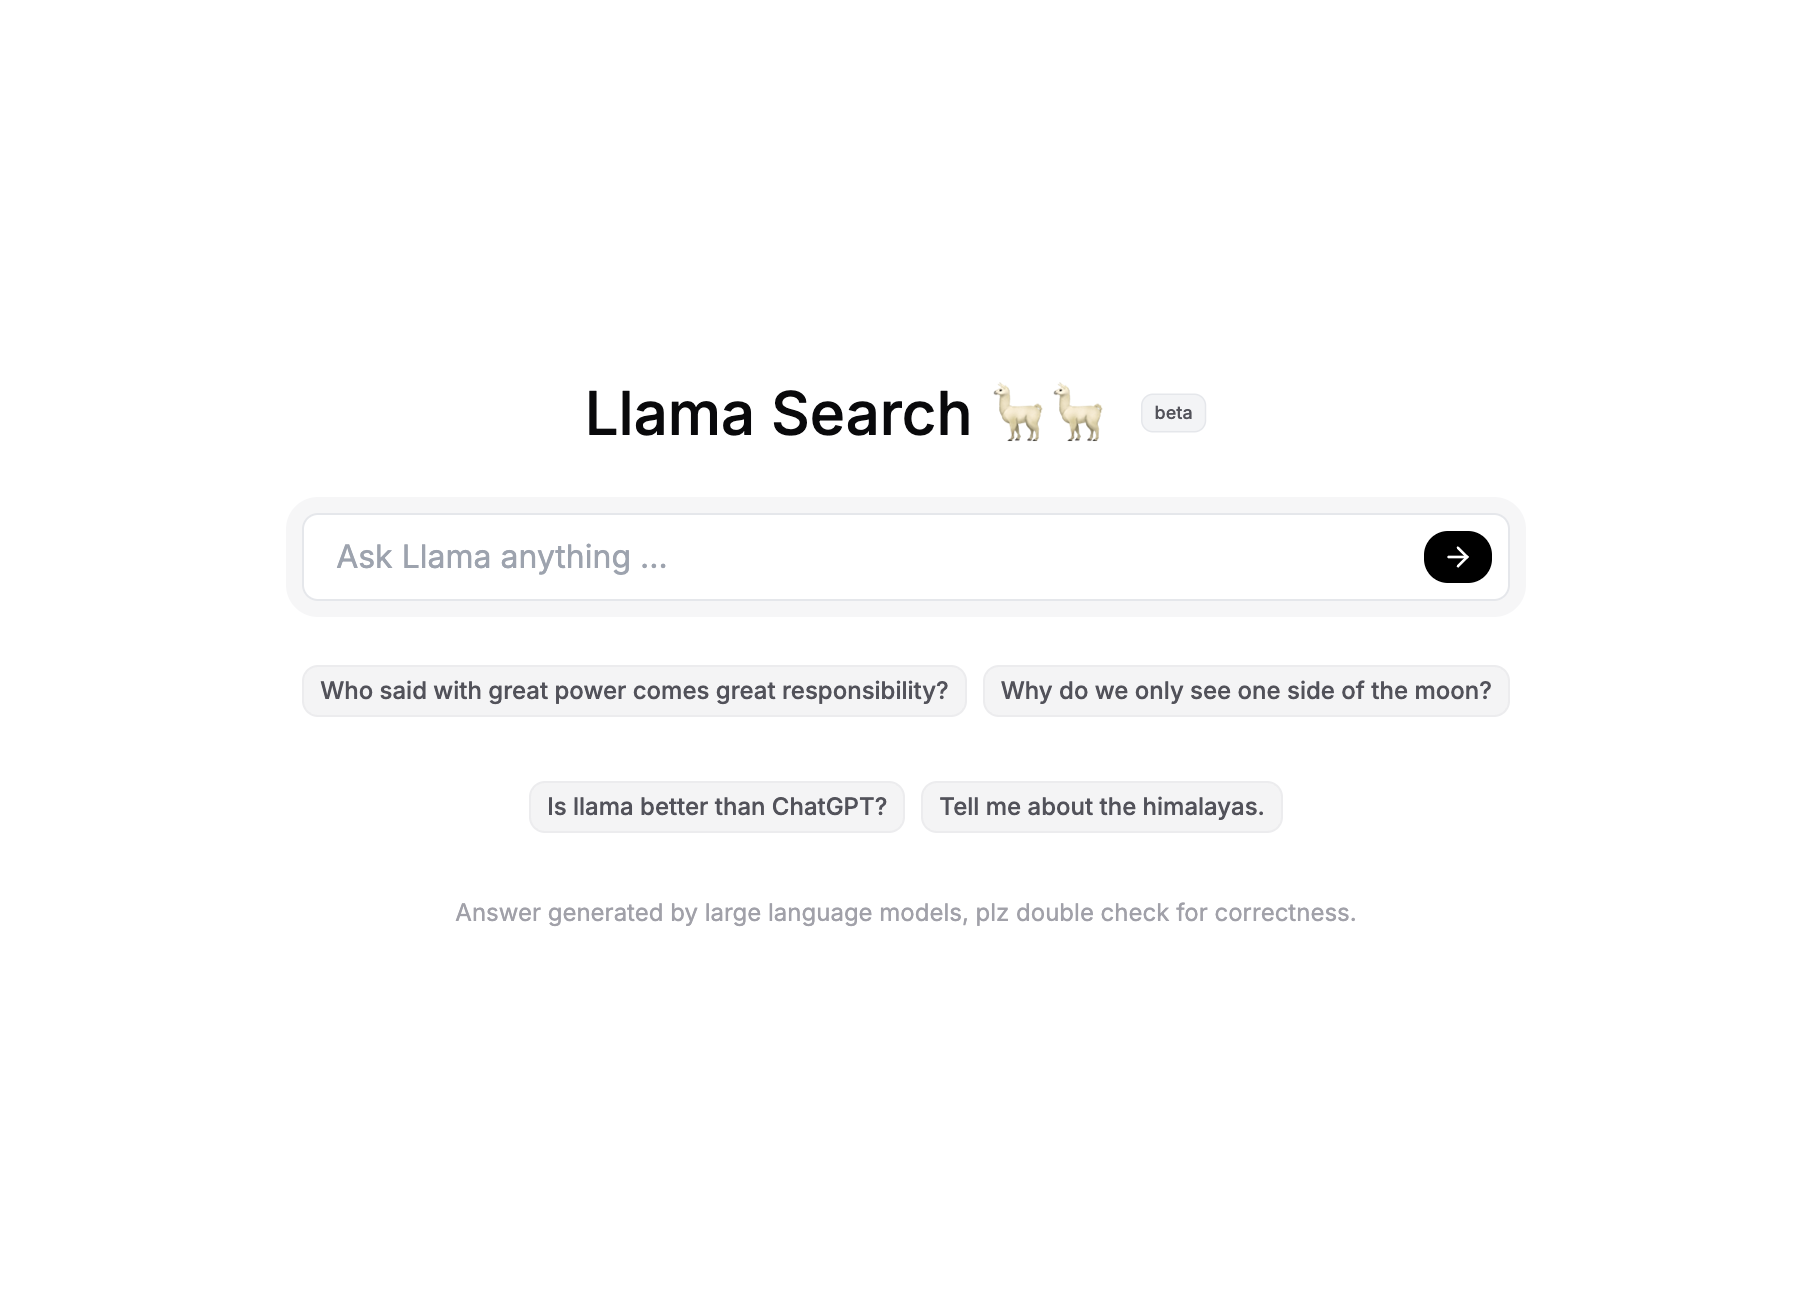 Llama Search 🦙🦙 beta
Ask Llama anything ...
Who said with great power comes great responsibility? Why do we only see one side of the moon?
Is llama better than ChatGPT? Tell me about the himalayas.
Answer generated by large language models, plz double check for correctness.